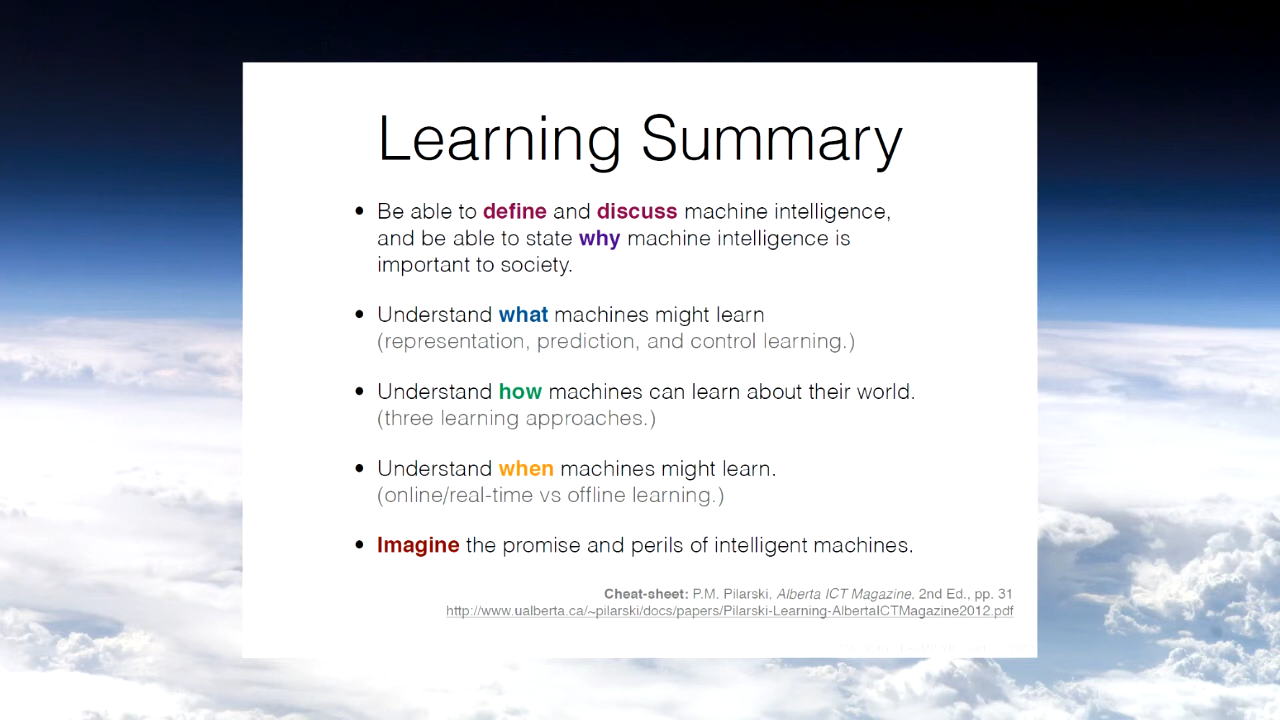 Learning Summary
• Be able to define and discuss machine intelligence,
and be able to state why machine intelligence is
important to society.
• Understand what machines might learn
(representation, prediction, and control learning.)
• Understand how machines can learn about their world.
(three learning approaches.)
• Understand when machines might learn.
(online/real-time vs offline learning.)
• Imagine the promise and perils of intelligent machines.
Cheat-sheet: P.M. Pilarski, Alberta ICT Magazine, 2nd Ed., pp. 31
http://www.ualberta.ca/~pilarski/docs/papers/Pilarski-Learning-AlbertaICTMagazine2012.pdf